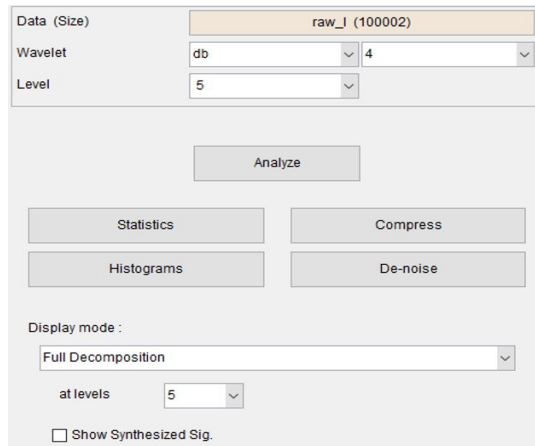 Data (Size) raw_I (100002)
Wavelet db 4
Level 5
Analyze
Statistics Compress
Histograms De-noise
Display mode :
Full Decomposition
at levels 5
Show Synthesized Sig.